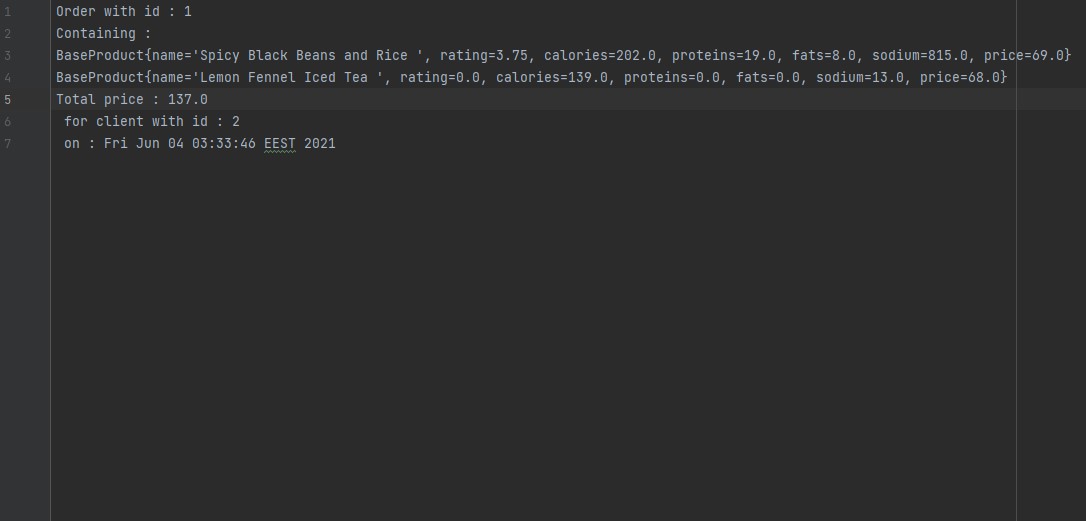 1 Order with id : 1
2 Containing :
3 BaseProduct{name='Spicy Black Beans and Rice ', rating=3.75, calories=202.0, proteins=19.0, fats=8.0, sodium=815.0, price=69.0}
4 BaseProduct{name='Lemon Fennel Iced Tea ', rating=0.0, calories=139.0, proteins=0.0, fats=0.0, sodium=13.0, price=68.0}
5 Total price : 137.0
6  for client with id : 2
7  on : Fri Jun 04 03:33:46 EEST 2021